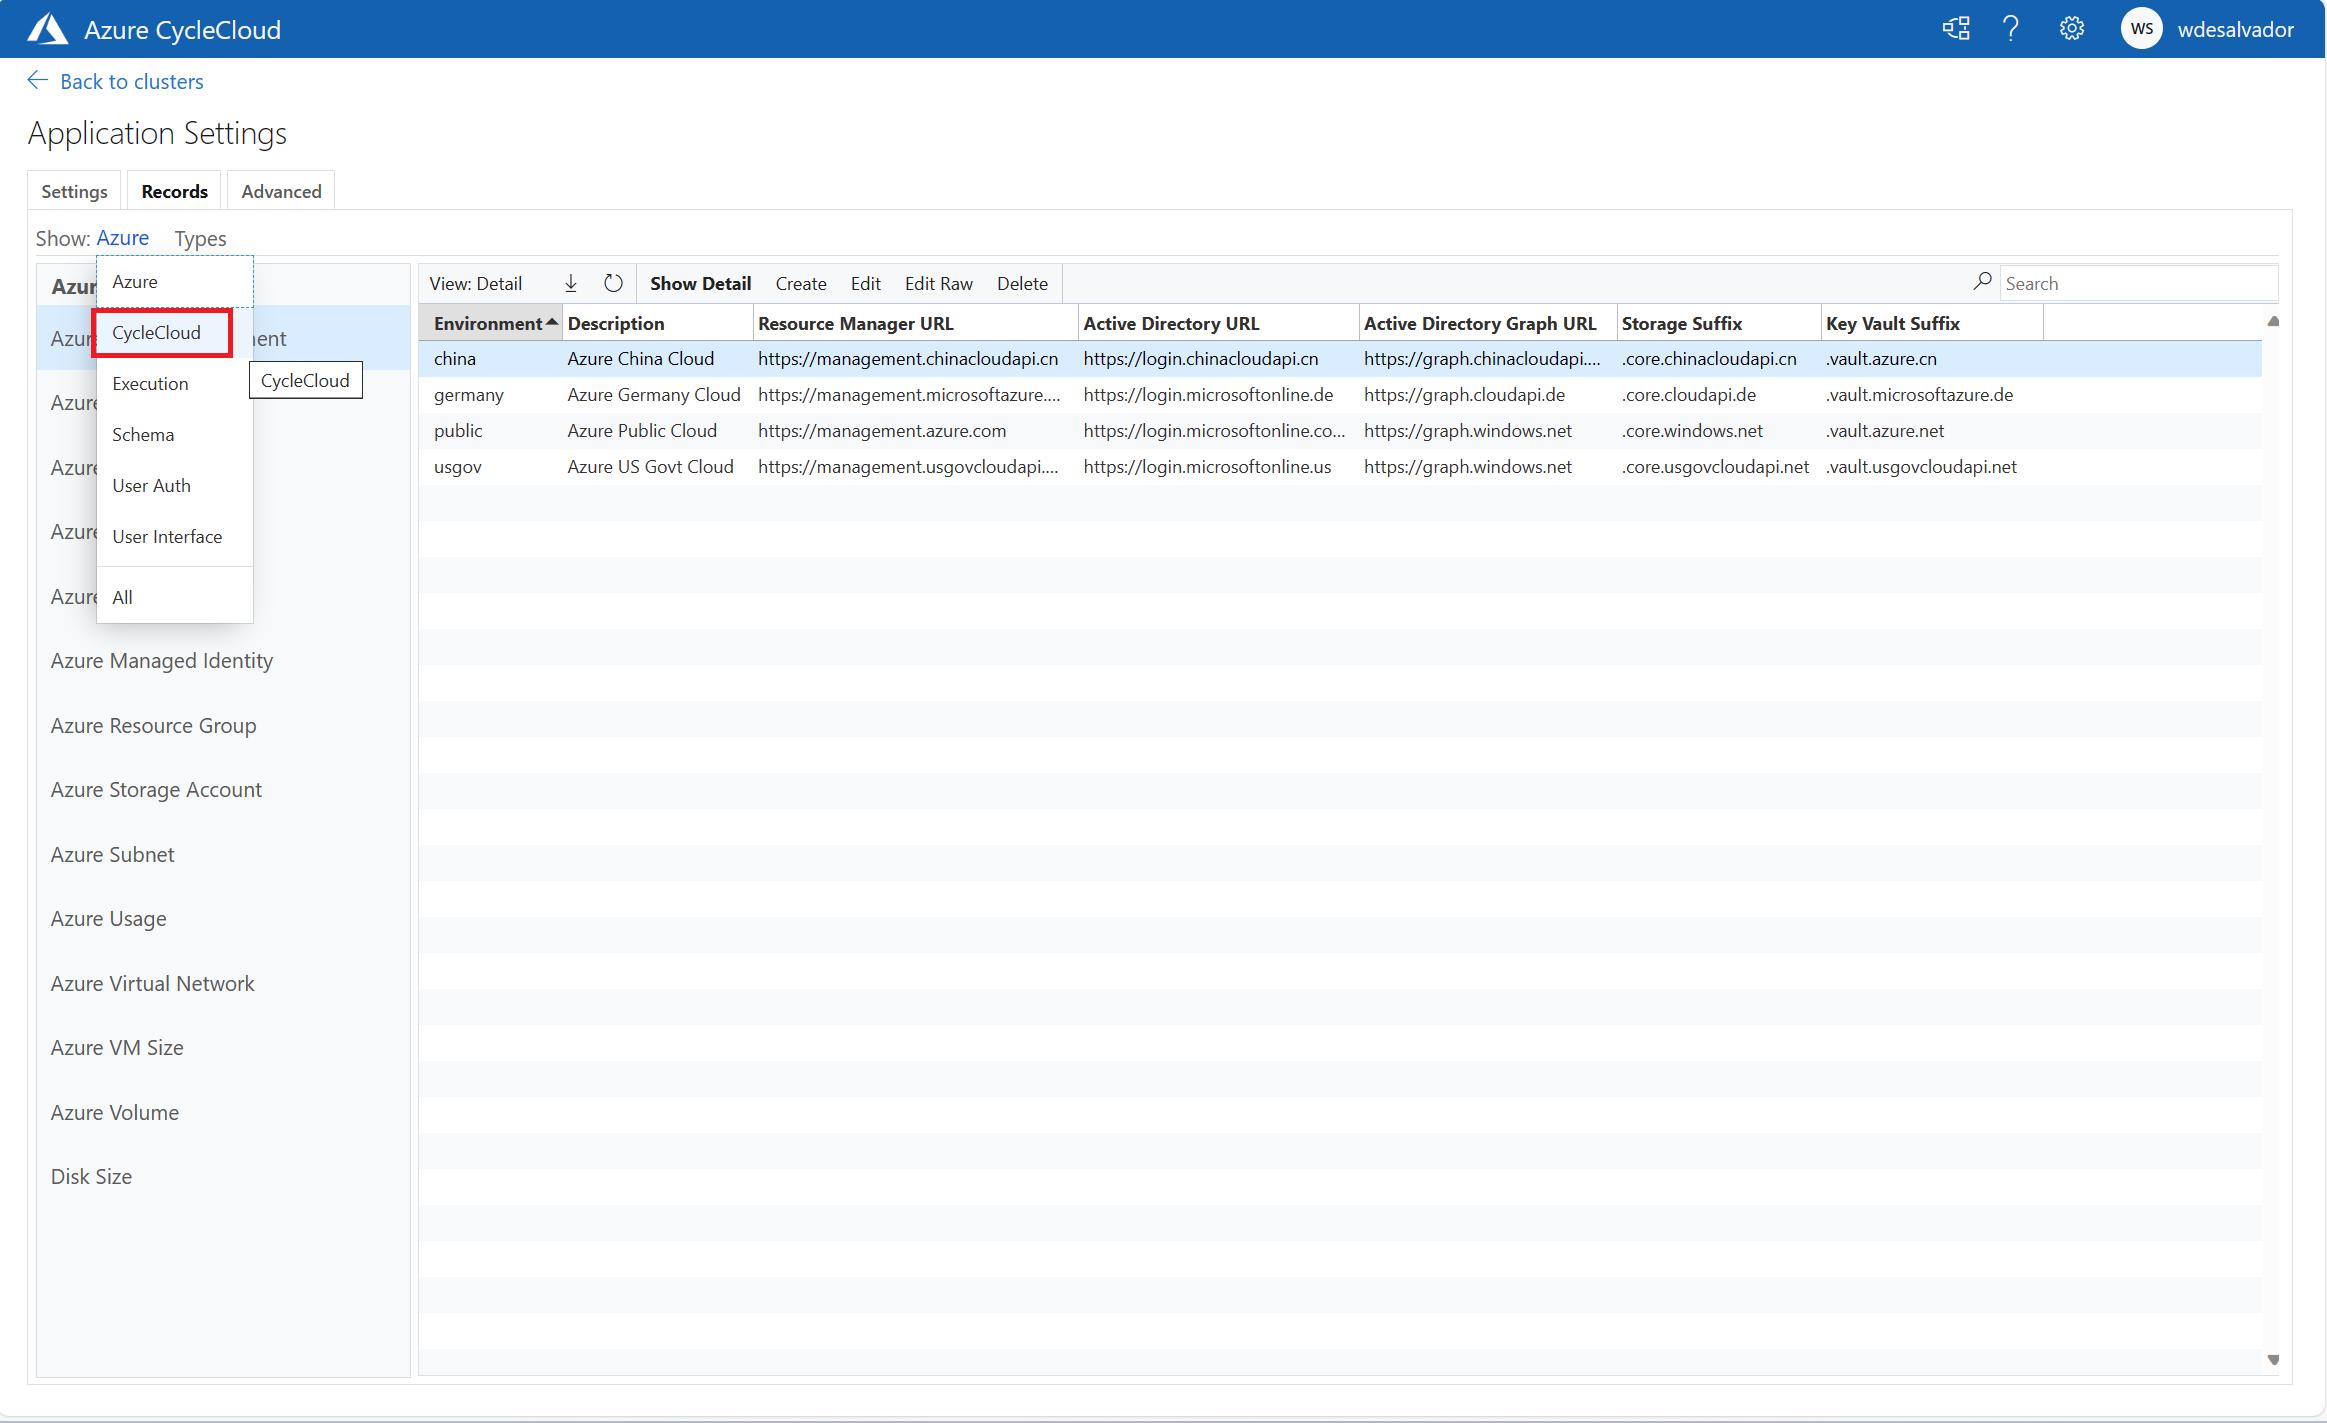 Azure CycleCloud
WS wdesalvador
Back to clusters
Application Settings
Settings Records Advanced
Show: Azure Types
Azure
CycleCloud
Execution
Schema
User Auth
User Interface
All
CycleCloud
Azure Managed Identity
Azure Resource Group
Azure Storage Account
Azure Subnet
Azure Usage
Azure Virtual Network
Azure VM Size
Azure Volume
Disk Size
View: Detail Show Detail Create Edit Edit Raw Delete Search
Environment Description Resource Manager URL Active Directory URL Active Directory Graph URL Storage Suffix Key Vault Suffix
china Azure China Cloud https://management.chinacloudapi.cn https://login.chinacloudapi.cn https://graph.chinacloudapi.... .core.chinacloudapi.cn .vault.azure.cn
germany Azure Germany Cloud https://management.microsoftazure.... https://login.microsoftonline.de https://graph.cloudapi.de .core.cloudapi.de .vault.microsoftazure.de
public Azure Public Cloud https://management.azure.com https://login.microsoftonline.co... https://graph.windows.net .core.windows.net .vault.azure.net
usgov Azure US Govt Cloud https://management.usgovcloudapi.... https://login.microsoftonline.us https://graph.windows.net .core.usgovcloudapi.net .vault.usgovcloudapi.net